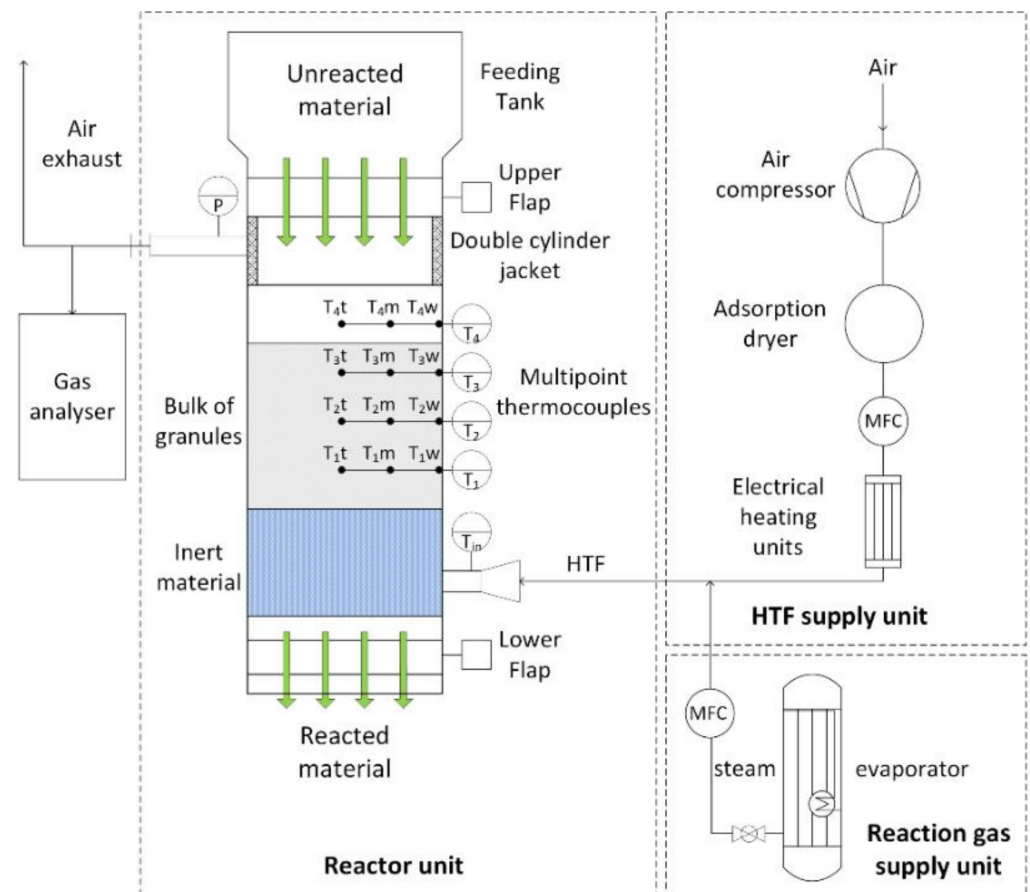 Unreacted
material
Feeding
Tank
Air
exhaust
P
Upper
Flap
Double cylinder
jacket
T₄t T₄m T₄w
T₄
T₃t T₃m T₃w
T₃
T₂t T₂m T₂w
T₂
T₁t T₁m T₁w
T₁
Multipoint
thermocouples
Gas
analyser
Bulk of
granules
Inert
material
Tin
HTF
Lower
Flap
Reacted
material
Reactor unit
Air
Air
compressor
Adsorption
dryer
MFC
Electrical
heating
units
HTF supply unit
MFC
steam
evaporator
Reaction gas
supply unit